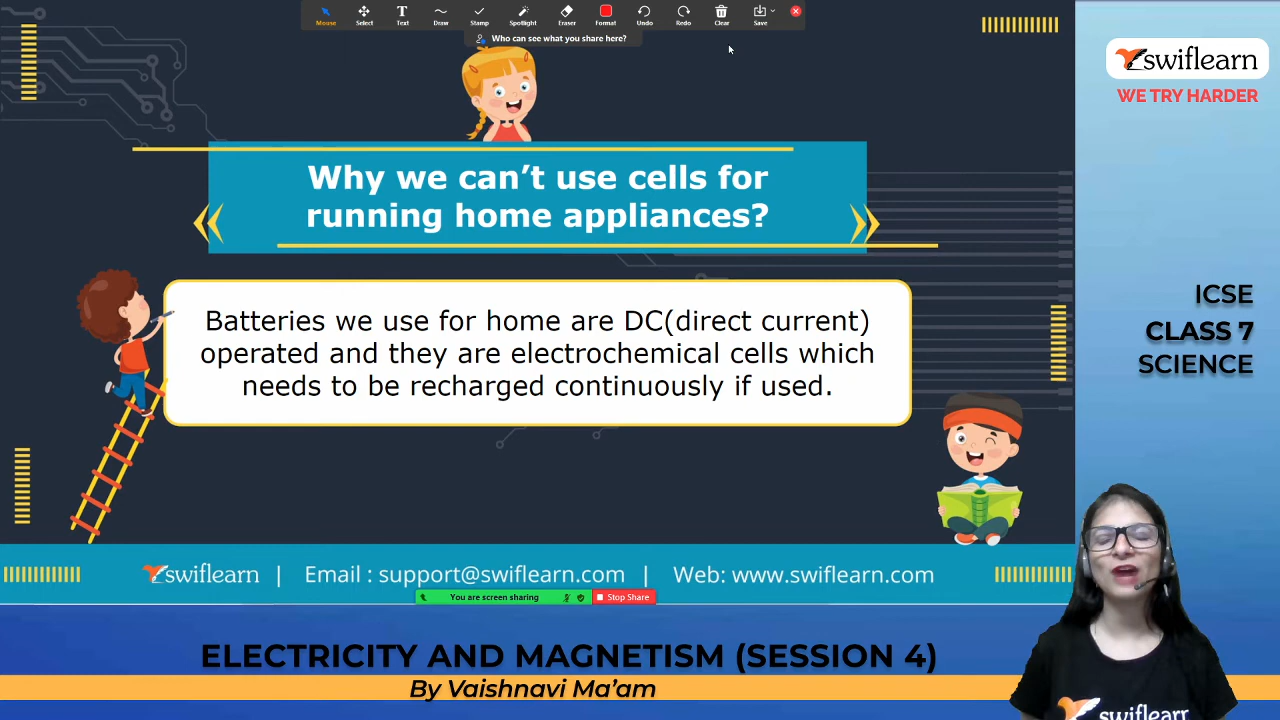 Mouse Select Text Draw Stamp Spotlight Eraser Format Undo Redo Clear Save
Who can see what you share here?
swiflearn
WE TRY HARDER
Why we can’t use cells for
running home appliances?
Batteries we use for home are DC(direct current)
operated and they are electrochemical cells which
needs to be recharged continuously if used.
ICSE
CLASS 7
SCIENCE
swiflearn | Email : support@swiflearn.com | Web: www.swiflearn.com
You are screen sharing Stop Share
ELECTRICITY AND MAGNETISM (SESSION 4)
By Vaishnavi Ma’am
swiflearn